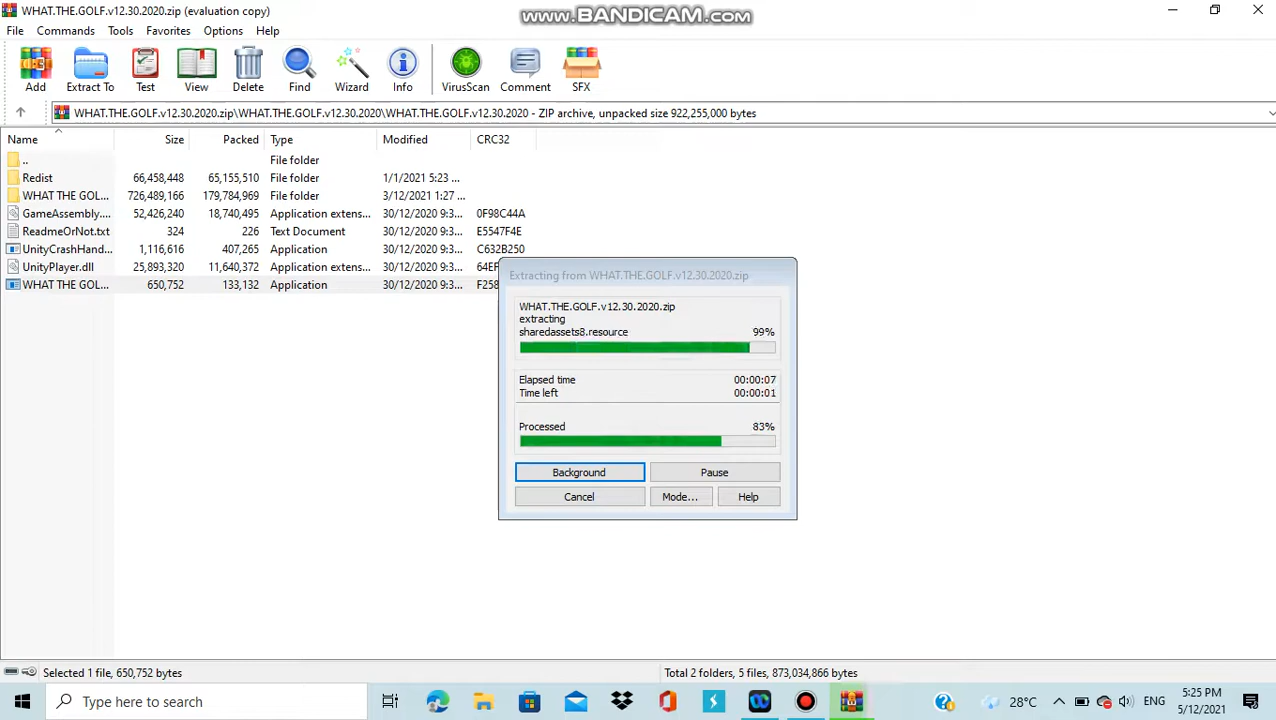 WHAT.THE.GOLF.v12.30.2020.zip (evaluation copy)
www.BANDICAM.com
File Commands Tools Favorites Options Help
Add Extract To Test View Delete Find Wizard Info VirusScan Comment SFX
WHAT.THE.GOLF.v12.30.2020.zip\WHAT.THE.GOLF.v12.30.2020\WHAT.THE.GOLF.v12.30.2020 - ZIP archive, unpacked size 922,255,000 bytes
Name Size Packed Type Modified CRC32
.. File folder
Redist 66,458,448 65,155,510 File folder 1/1/2021 5:23 ...
WHAT THE GOL... 726,489,166 179,784,969 File folder 3/12/2021 1:27 ...
GameAssembly.... 52,426,240 18,740,495 Application extens... 30/12/2020 9:3... 0F98C44A
ReadmeOrNot.txt 324 226 Text Document 30/12/2020 9:3... E5547F4E
UnityCrashHand... 1,116,616 407,265 Application 30/12/2020 9:3... C632B250
UnityPlayer.dll 25,893,320 11,640,372 Application extens... 30/12/2020 9:3... 64EF
WHAT THE GOL... 650,752 133,132 Application 30/12/2020 9:3... F258
Extracting from WHAT.THE.GOLF.v12.30.2020.zip
WHAT.THE.GOLF.v12.30.2020.zip
extracting
sharedassets8.resource 99%
Elapsed time 00:00:07
Time left 00:00:01
Processed 83%
Background Pause
Cancel Mode... Help
Selected 1 file, 650,752 bytes Total 2 folders, 5 files, 873,034,866 bytes
Type here to search
28°C ENG 5:25 PM
5/12/2021